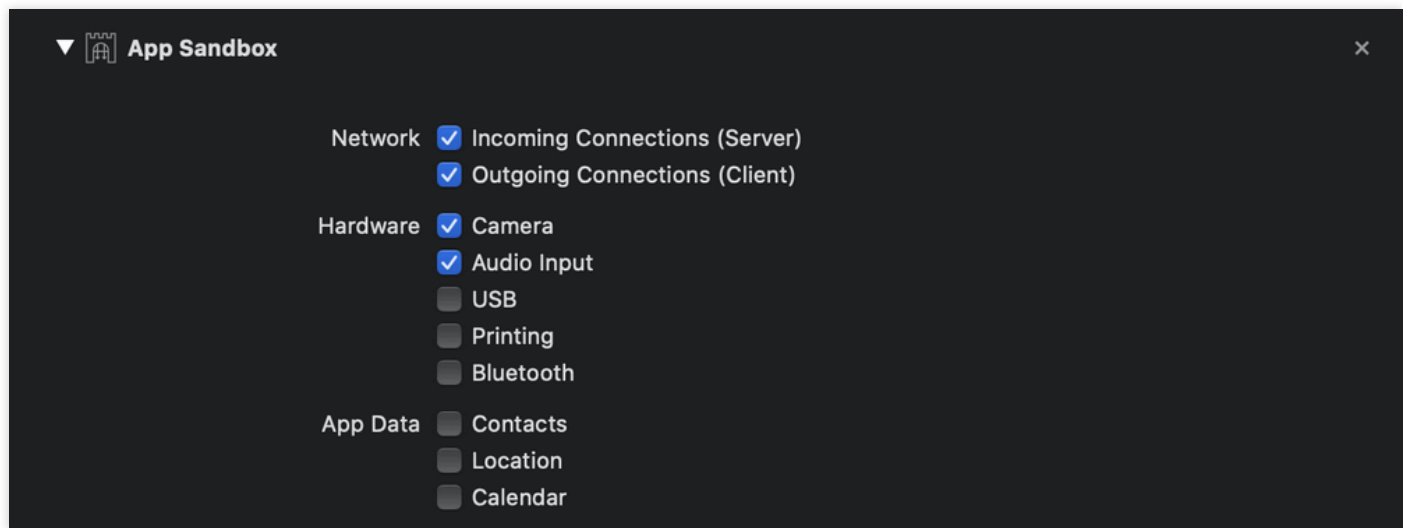 App Sandbox
Network Incoming Connections (Server)
Outgoing Connections (Client)
Hardware Camera
Audio Input
USB
Printing
Bluetooth
App Data Contacts
Location
Calendar